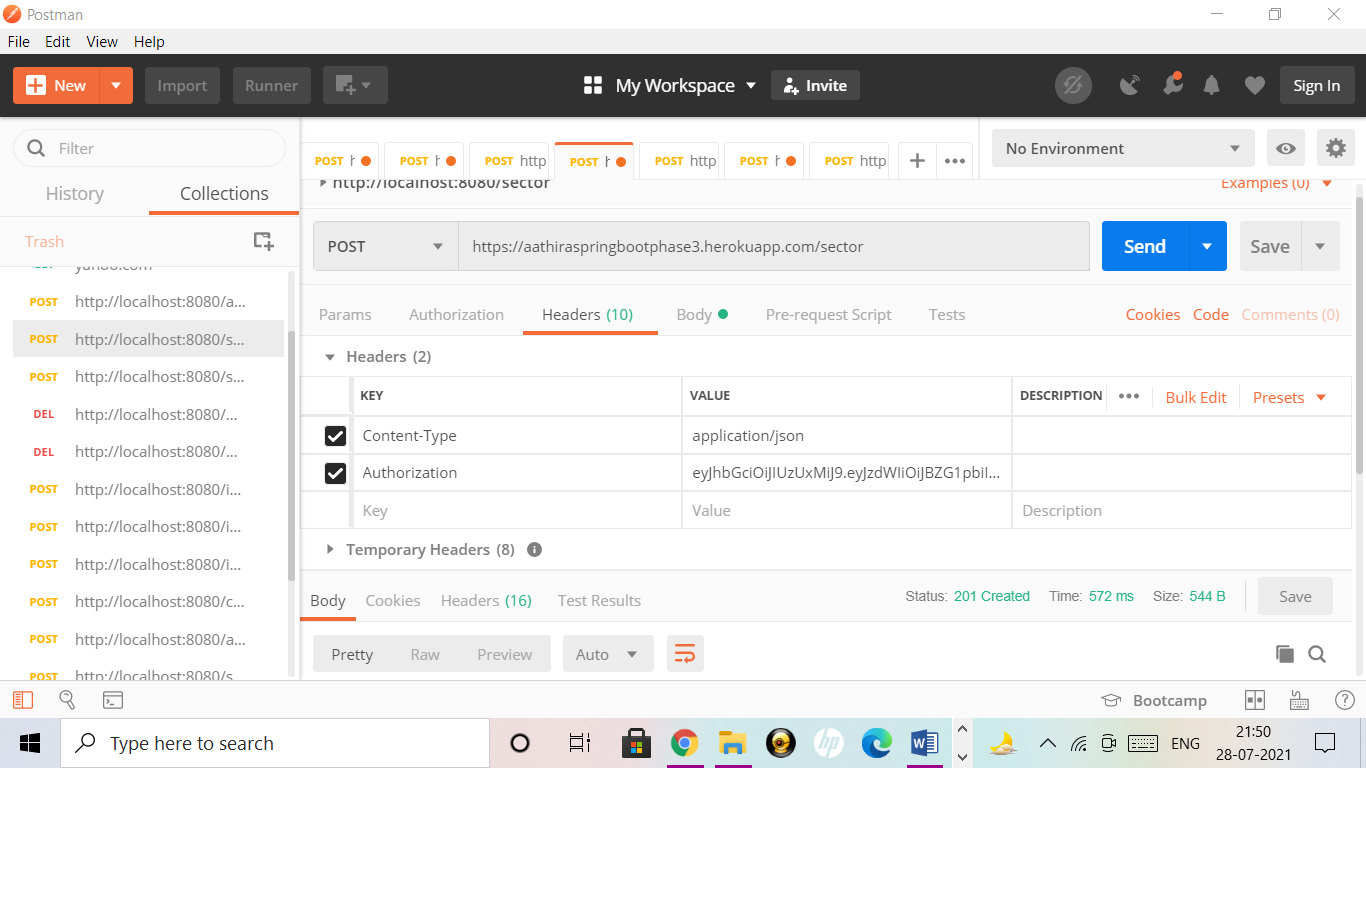 Postman
File Edit View Help
New Import Runner My Workspace Invite Sign In
Filter
History Collections
Trash
yahoo.com
POST http://localhost:8080/a...
POST http://localhost:8080/s...
POST http://localhost:8080/s...
DEL http://localhost:8080/...
DEL http://localhost:8080/...
POST http://localhost:8080/i...
POST http://localhost:8080/i...
POST http://localhost:8080/i...
POST http://localhost:8080/c...
POST http://localhost:8080/a...
POST http://localhost:8080/s
POST POST POST http POST POST http POST POST http
No Environment
http://localhost:8080/sector Examples (0)
POST https://aathiraspringbootphase3.herokuapp.com/sector Send Save
Params Authorization Headers (10) Body Pre-request Script Tests Cookies Code Comments (0)
Headers (2)
KEY VALUE DESCRIPTION Bulk Edit Presets
Content-Type application/json
Authorization eyJhbGciOiJIUzUxMiJ9.eyJzdWIiOiJBZG1pbiI...
Key Value Description
Temporary Headers (8)
Body Cookies Headers (16) Test Results Status: 201 Created Time: 572 ms Size: 544 B Save
Pretty Raw Preview Auto
Bootcamp
Type here to search
hp
ENG
21:50
28-07-2021